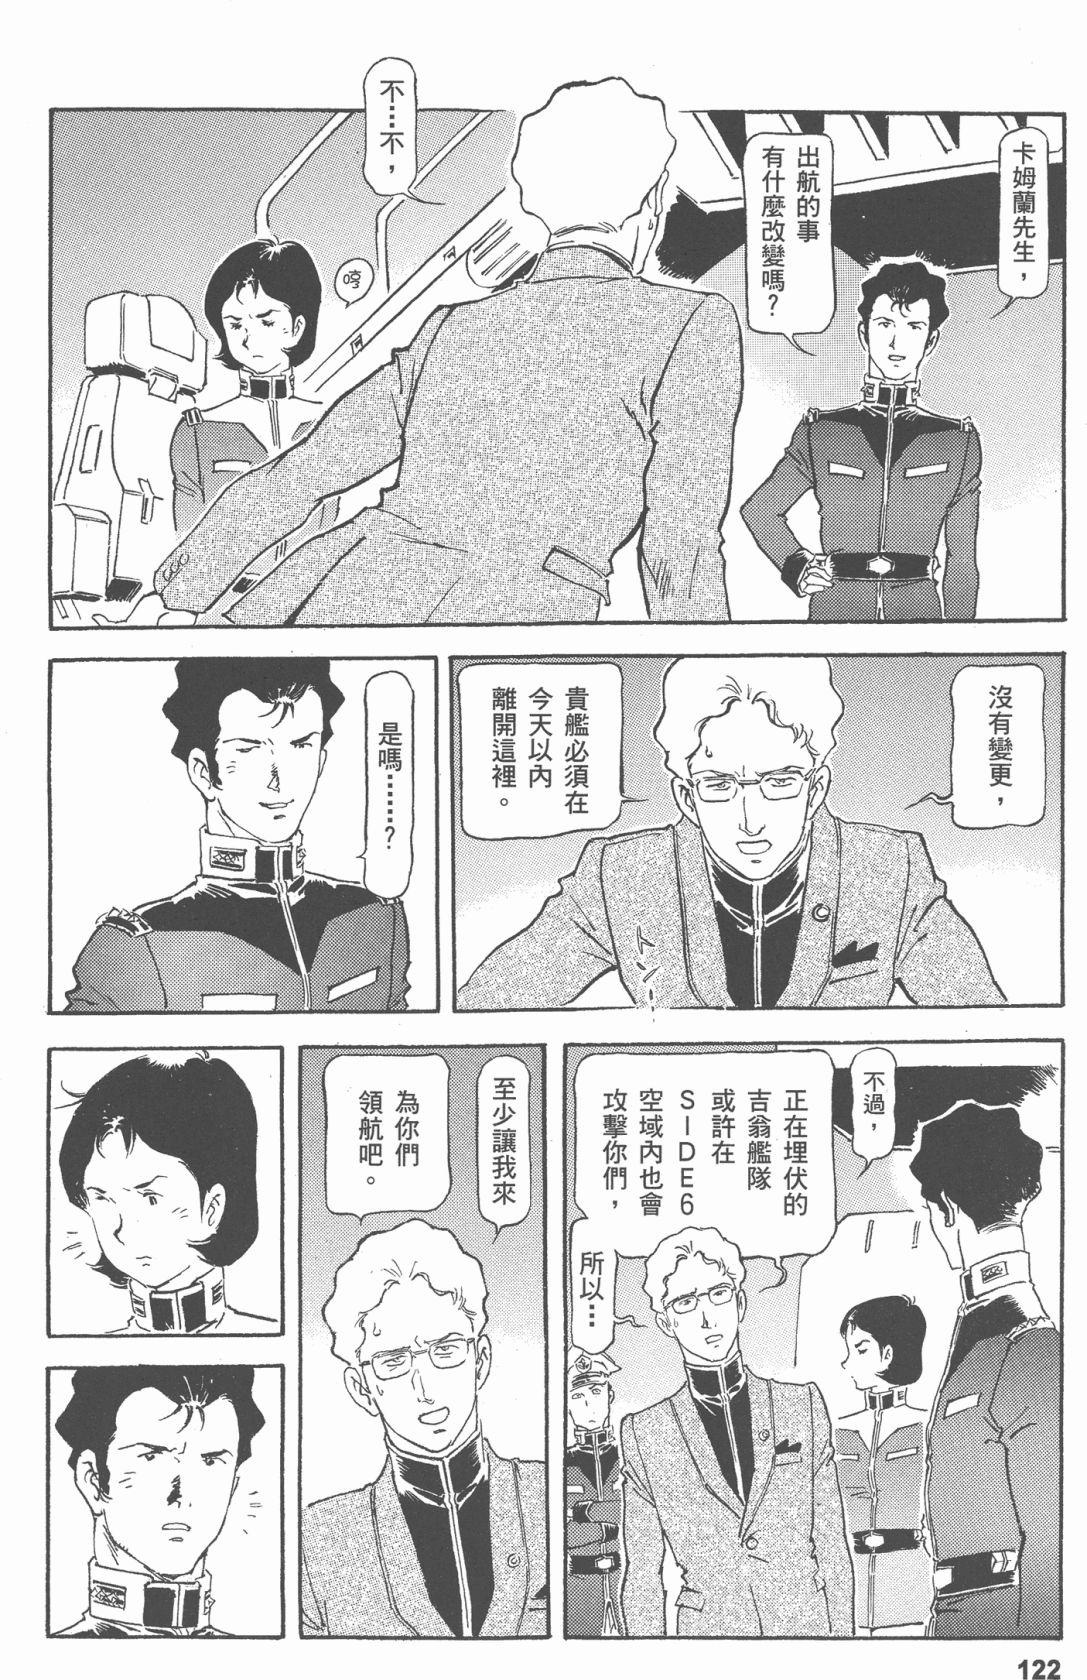 卡姆蘭先生，
出航的事
有什麼改變嗎？
不……不，
哼
沒有變更，
貴艦必須在
今天以內
離開這裡。
是嗎………？
不過，
正在埋伏的
吉翁艦隊
或許在
SIDE6
空域內也會
攻擊你們，
所以…
至少讓我來
為你們
領航吧。
122